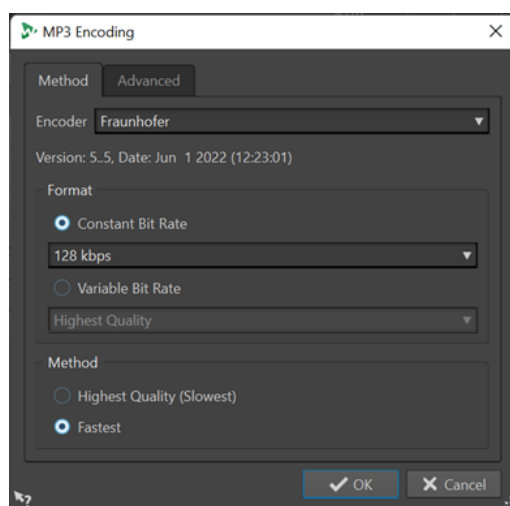 MP3 Encoding
Method Advanced
Encoder Fraunhofer
Version: 5..5, Date: Jun 1 2022 (12:23:01)
Format
Constant Bit Rate
128 kbps
Variable Bit Rate
Highest Quality
Method
Highest Quality (Slowest)
Fastest
OK Cancel
?